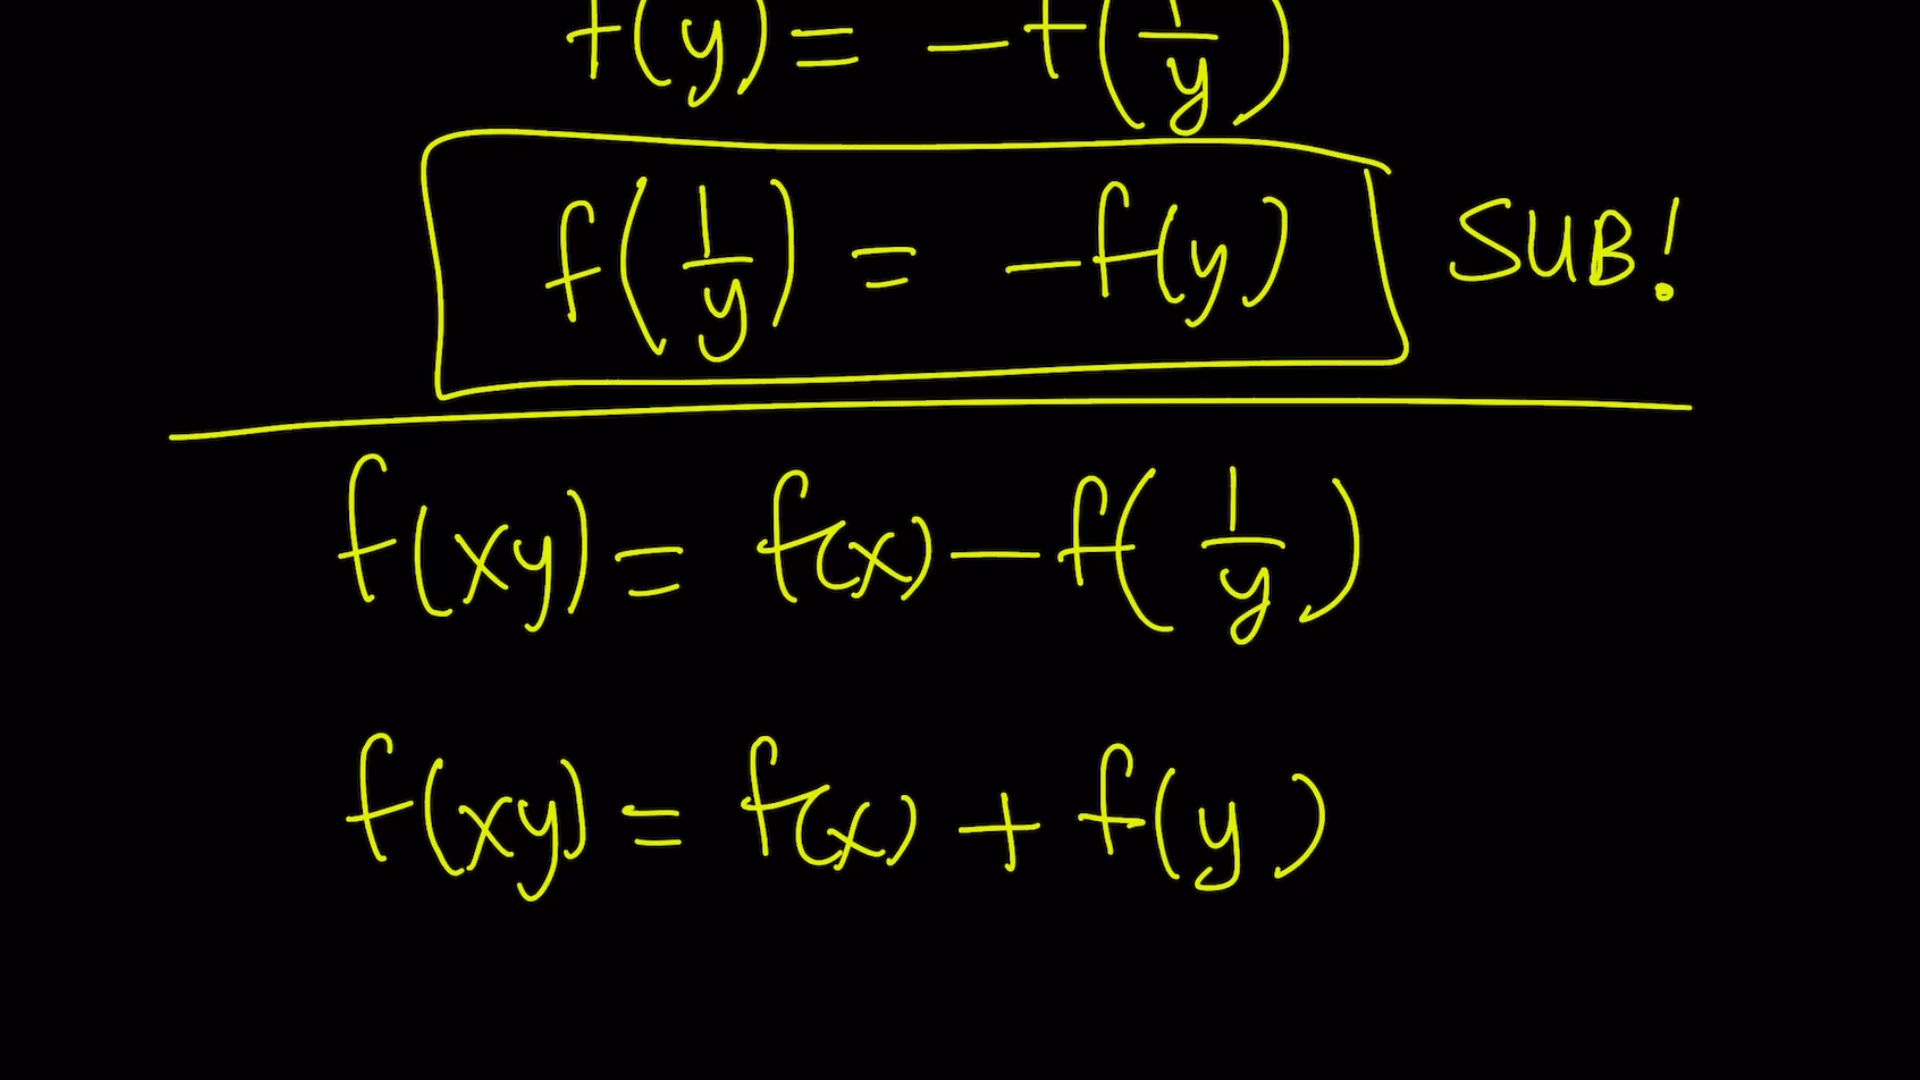 f(y) = -f(1/y)
f(1/y) = -f(y) SUB!
f(xy) = f(x) - f(1/y)
f(xy) = f(x) + f(y)